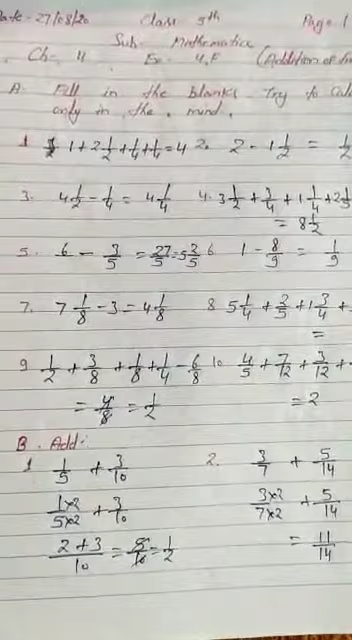 Date - 27/08/20 Class 5th Page 1
Sub- Mathematics
Ch- 4 Ex- 4.F (Addition of
A. Fill in the blanks Try to Calc
only in the mind.
1 1+2 1/2+1/4+1/4=4 2. 2 - 1 1/2 = 1/2
3. 4 1/2 - 1/4 = 4 1/4 4. 3 1/2 + 3/4 + 1 1/4 + 2 1/5
= 8 1/2
5. 6 - 3/5 = 27/5 = 5 2/5 6 1 - 8/9 = 1/9
7. 7 1/8 - 3 = 4 1/8 8 5 1/4 + 2/5 + 1 3/4 +
=
9 1/2 + 3/8 + 1/8 + 1/4 - 6/8 10 4/5 + 7/12 + 3/12 +
= 4/8 = 1/2 = 2
B. Add:
1 1/5 + 3/10 2. 3/7 + 5/14
1×2/5×2 + 3/10 3×2/7×2 + 5/14
2+3/10 = 5/10 = 1/2 = 11/14